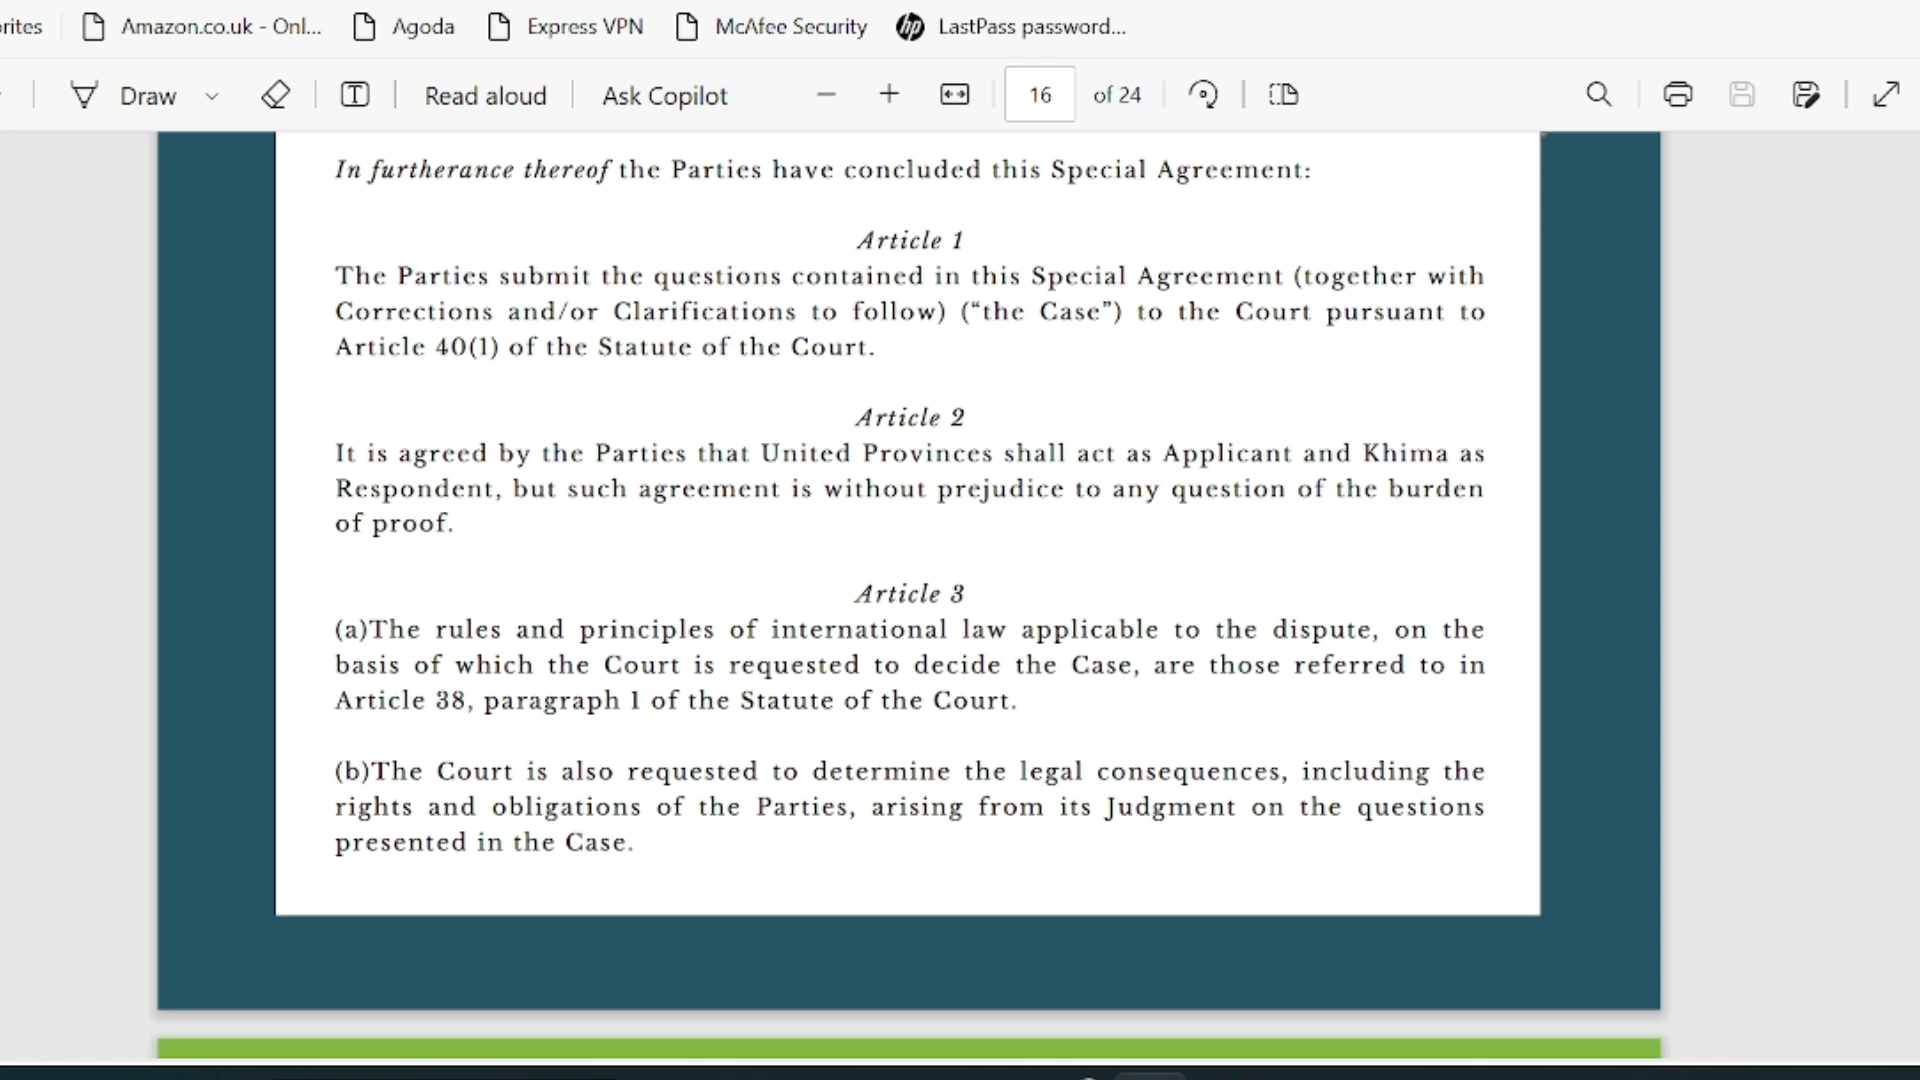 rites Amazon.co.uk - Onl... Agoda Express VPN McAfee Security hp LastPass password...
Draw T Read aloud Ask Copilot 16 of 24
In furtherance thereof the Parties have concluded this Special Agreement:
Article 1
The Parties submit the questions contained in this Special Agreement (together with
Corrections and/or Clarifications to follow) (“the Case”) to the Court pursuant to
Article 40(1) of the Statute of the Court.
Article 2
It is agreed by the Parties that United Provinces shall act as Applicant and Khima as
Respondent, but such agreement is without prejudice to any question of the burden
of proof.
Article 3
(a)The rules and principles of international law applicable to the dispute, on the
basis of which the Court is requested to decide the Case, are those referred to in
Article 38, paragraph 1 of the Statute of the Court.
(b)The Court is also requested to determine the legal consequences, including the
rights and obligations of the Parties, arising from its Judgment on the questions
presented in the Case.